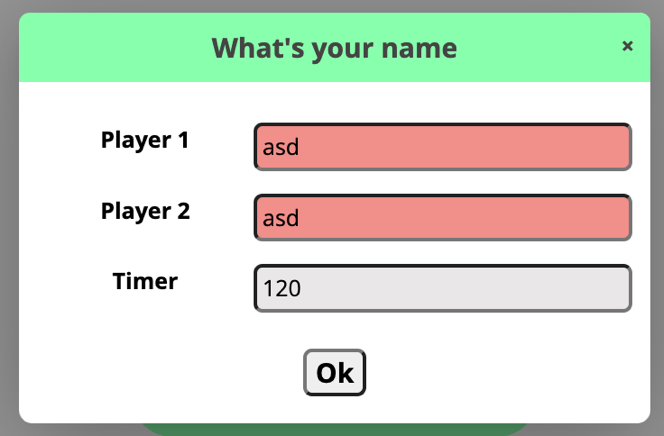 What's your name ×
Player 1 asd
Player 2 asd
Timer 120
Ok